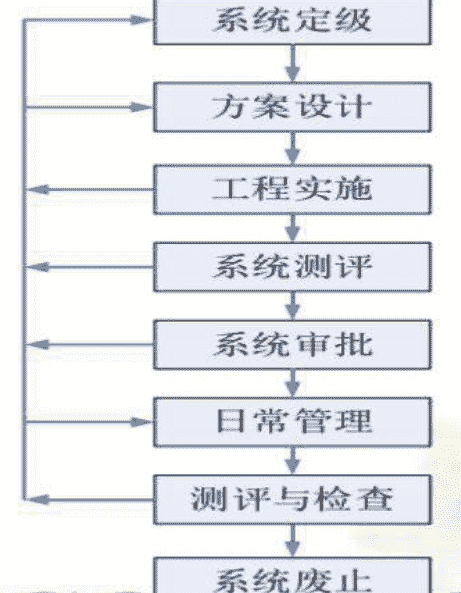 系统定级
方案设计
工程实施
系统测评
系统审批
日常管理
测评与检查
系统废止